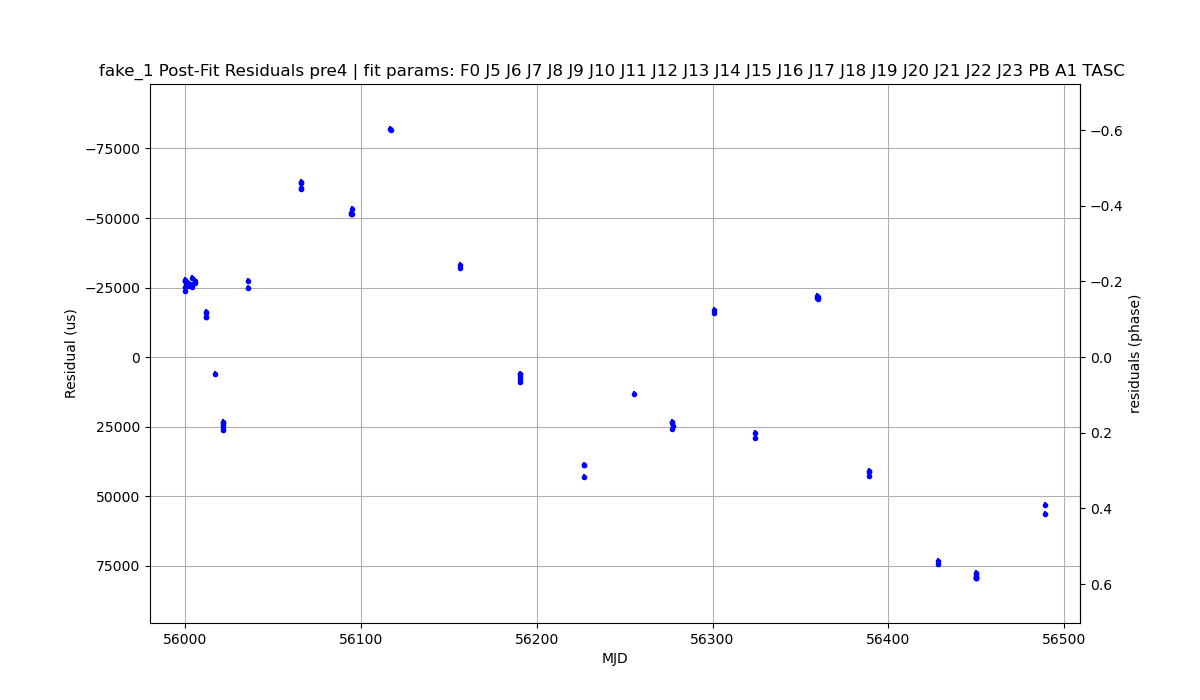 fake_1 Post-Fit Residuals pre4 | fit params: F0 J5 J6 J7 J8 J9 J10 J11 J12 J13 J14 J15 J16 J17 J18 J19 J20 J21 J22 J23 PB A1 TASC
−75000
−50000
−25000
0
25000
50000
75000
Residual (us)
−0.6
−0.4
−0.2
0.0
0.2
0.4
0.6
residuals (phase)
56000 56100 56200 56300 56400 56500
MJD